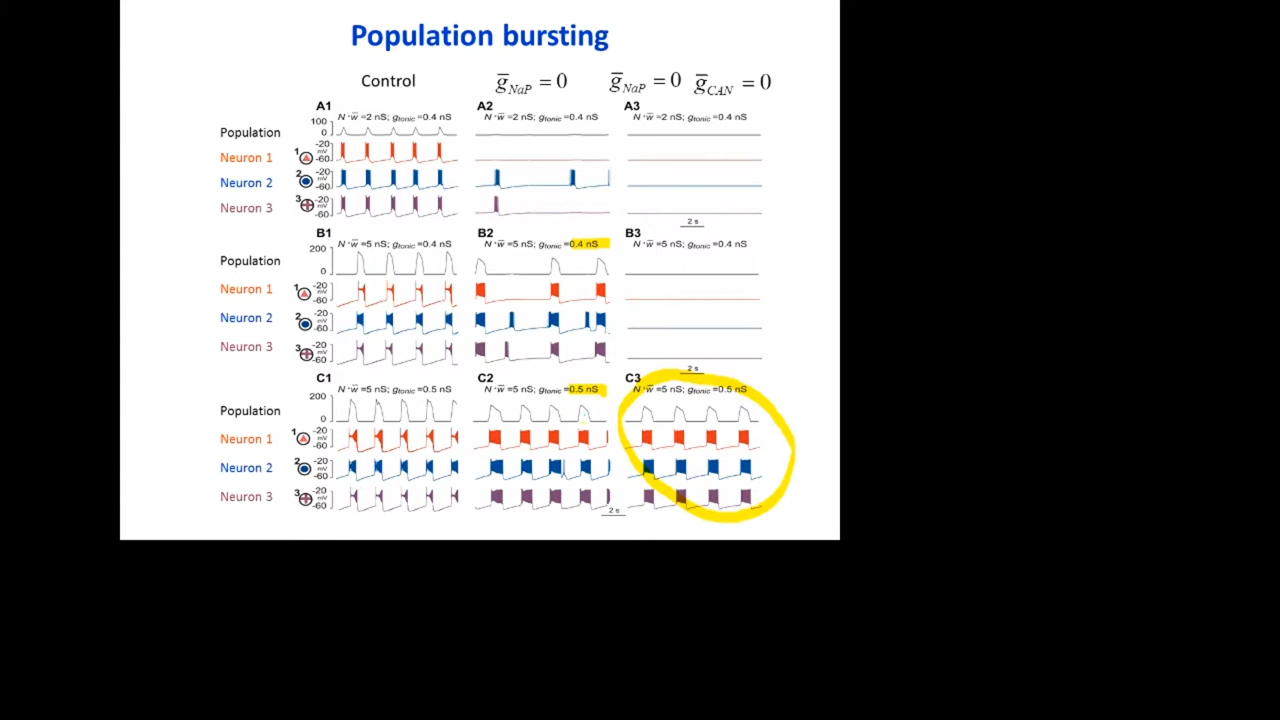 Population bursting
Control
ḡNaP = 0
ḡNaP = 0 ḡCAN = 0
A1
N·w̄=2 nS; gtonic=0.4 nS
A2
N·w̄=2 nS; gtonic=0.4 nS
A3
N·w̄=2 nS; gtonic=0.4 nS
Population
100
0
Neuron 1
1
-20
mV
-60
Neuron 2
2
-20
mV
-60
Neuron 3
3
-20
mV
-60
2 s
B1
N·w̄=5 nS; gtonic=0.4 nS
B2
N·w̄=5 nS; gtonic=0.4 nS
B3
N·w̄=5 nS; gtonic=0.4 nS
Population
200
0
Neuron 1
1
-20
mV
-60
Neuron 2
2
-20
mV
-60
Neuron 3
3
-20
mV
-60
2 s
C1
N·w̄=5 nS; gtonic=0.5 nS
C2
N·w̄=5 nS; gtonic=0.5 nS
C3
N·w̄=5 nS; gtonic=0.5 nS
Population
200
0
Neuron 1
1
-20
mV
-60
Neuron 2
2
-20
mV
-60
Neuron 3
3
-20
mV
-60
2 s